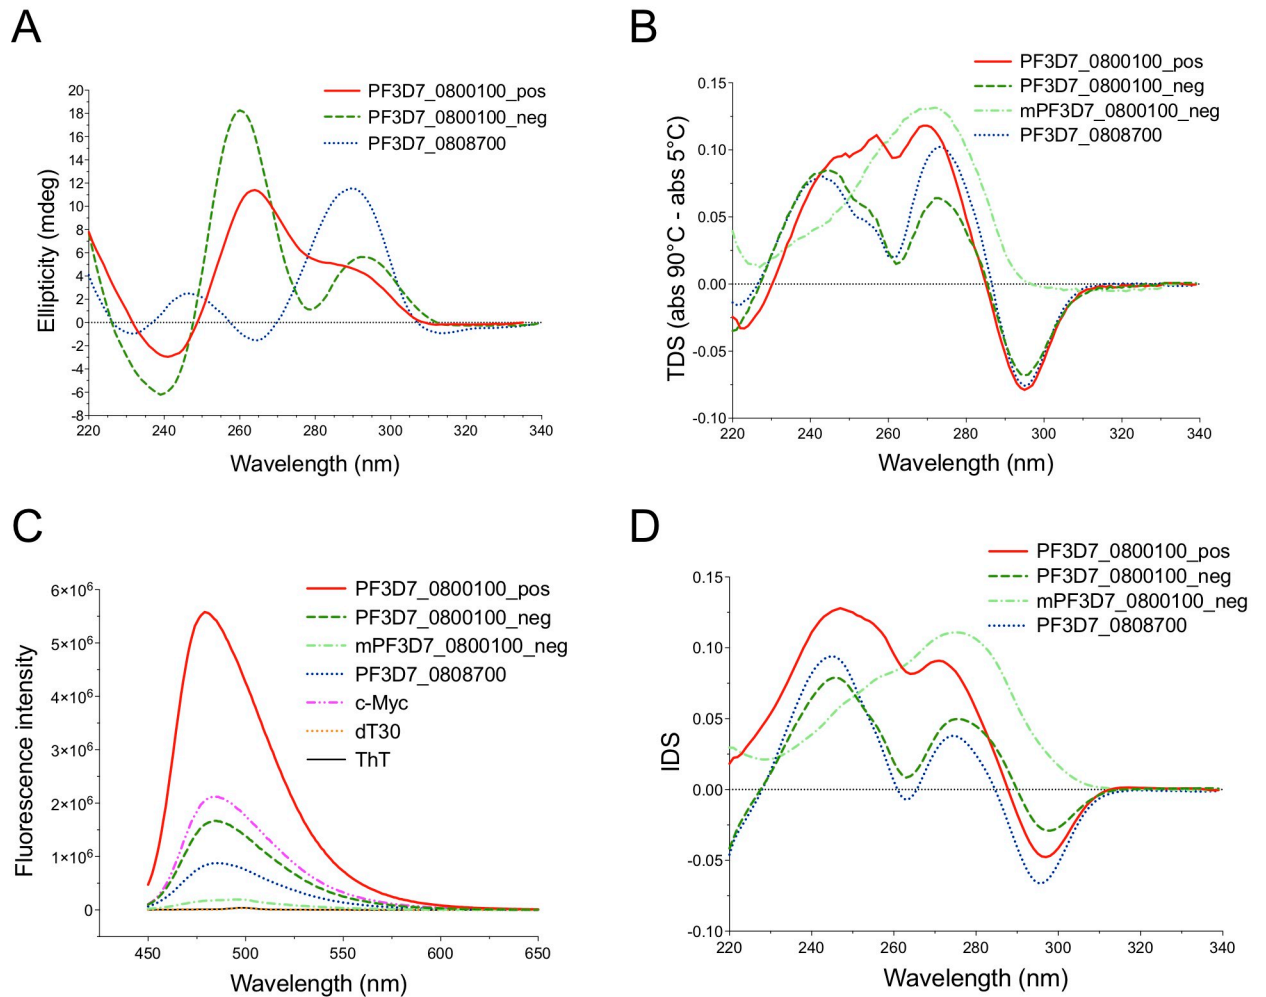 A
PF3D7_0800100_pos
PF3D7_0800100_neg
PF3D7_0808700
Ellipticity (mdeg)
20
18
16
14
12
10
8
6
4
2
0
-2
-4
-6
-8
220 240 260 280 300 320 340
Wavelength (nm)
B
PF3D7_0800100_pos
PF3D7_0800100_neg
mPF3D7_0800100_neg
PF3D7_0808700
TDS (abs 90°C - abs 5°C)
0.15
0.10
0.05
0.00
-0.05
-0.10
220 240 260 280 300 320 340
Wavelength (nm)
C
PF3D7_0800100_pos
PF3D7_0800100_neg
mPF3D7_0800100_neg
PF3D7_0808700
c-Myc
dT30
ThT
Fluorescence intensity
6×10⁶
5×10⁶
4×10⁶
3×10⁶
2×10⁶
1×10⁶
0
450 500 550 600 650
Wavelength (nm)
D
PF3D7_0800100_pos
PF3D7_0800100_neg
mPF3D7_0800100_neg
PF3D7_0808700
IDS
0.15
0.10
0.05
0.00
-0.05
-0.10
220 240 260 280 300 320 340
Wavelength (nm)